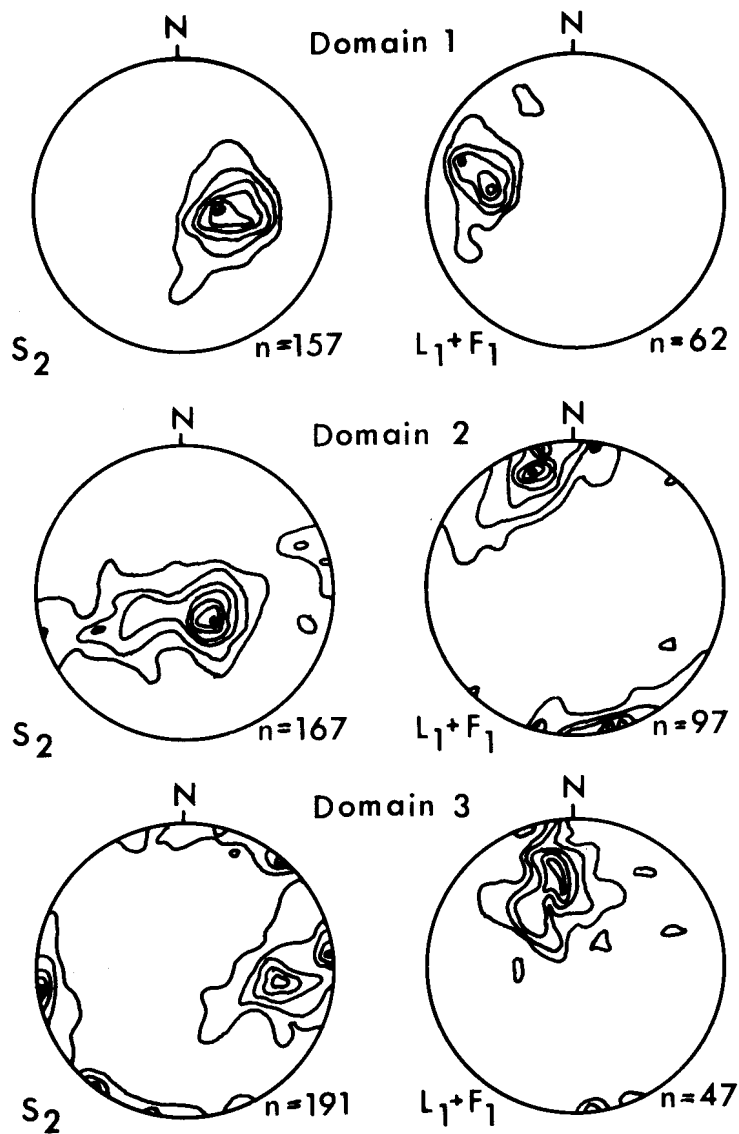 Domain 1
N
N
S2
n=157
L1+F1
n=62
Domain 2
N
N
S2
n=167
L1+F1
n=97
Domain 3
N
N
S2
n=191
L1+F1
n=47